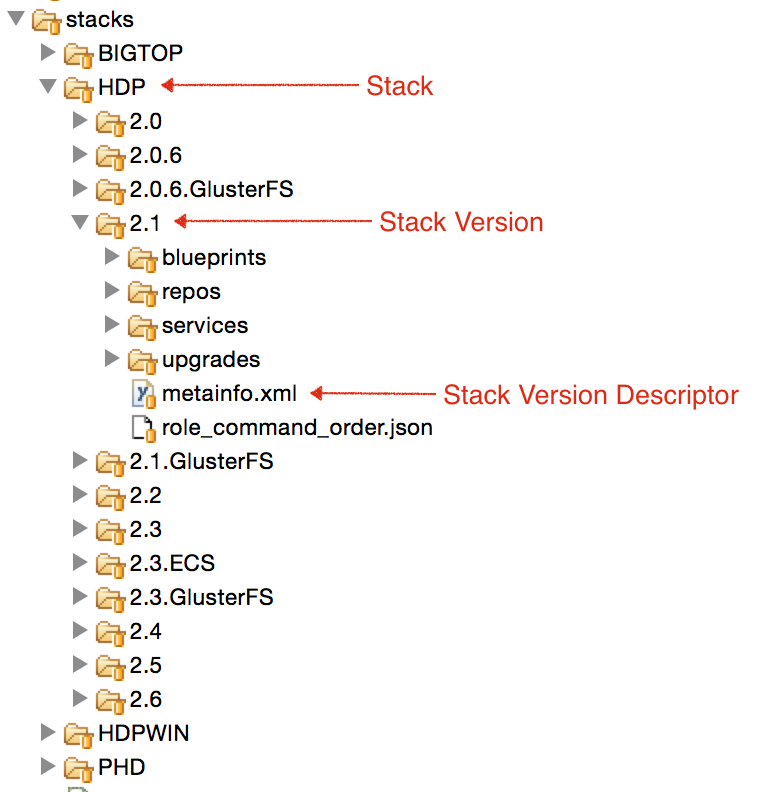 stacks
BIGTOP
HDP Stack
2.0
2.0.6
2.0.6.GlusterFS
2.1 Stack Version
blueprints
repos
services
upgrades
metainfo.xml Stack Version Descriptor
role_command_order.json
2.1.GlusterFS
2.2
2.3
2.3.ECS
2.3.GlusterFS
2.4
2.5
2.6
HDPWIN
PHD